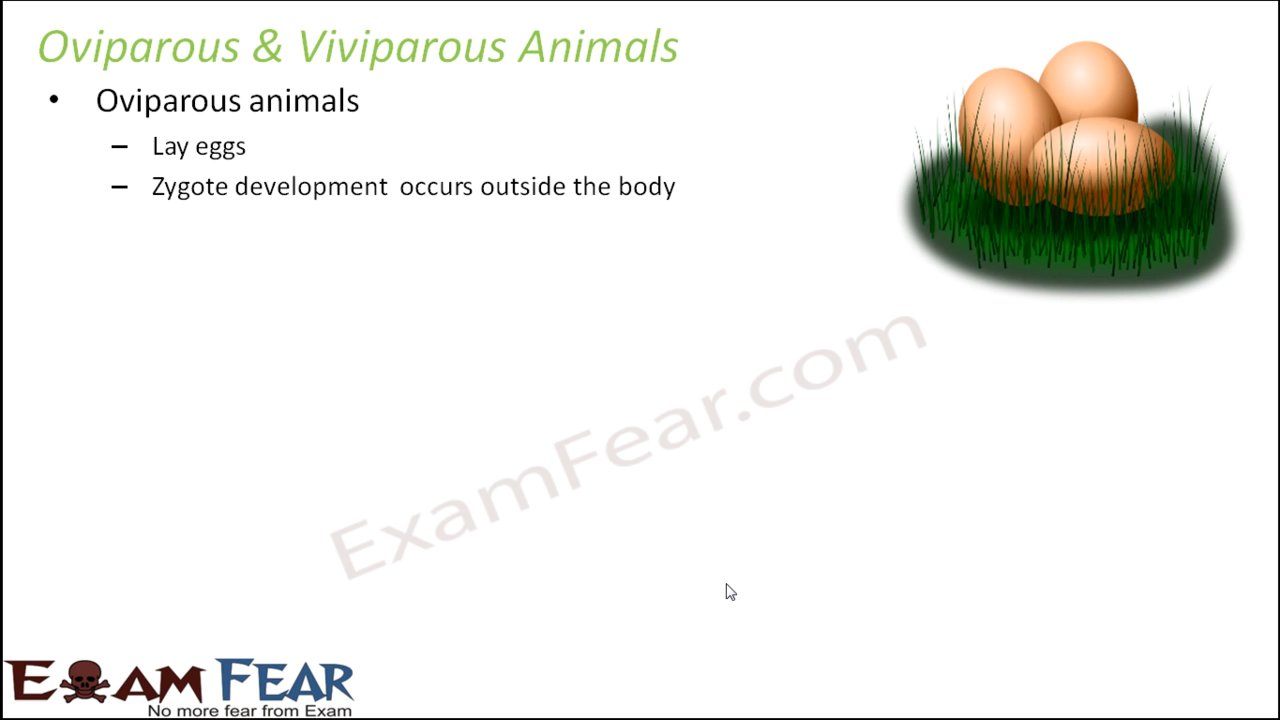 Oviparous & Viviparous Animals
• Oviparous animals
– Lay eggs
– Zygote development occurs outside the body
ExamFear.com
EXAM FEAR
No more fear from Exam